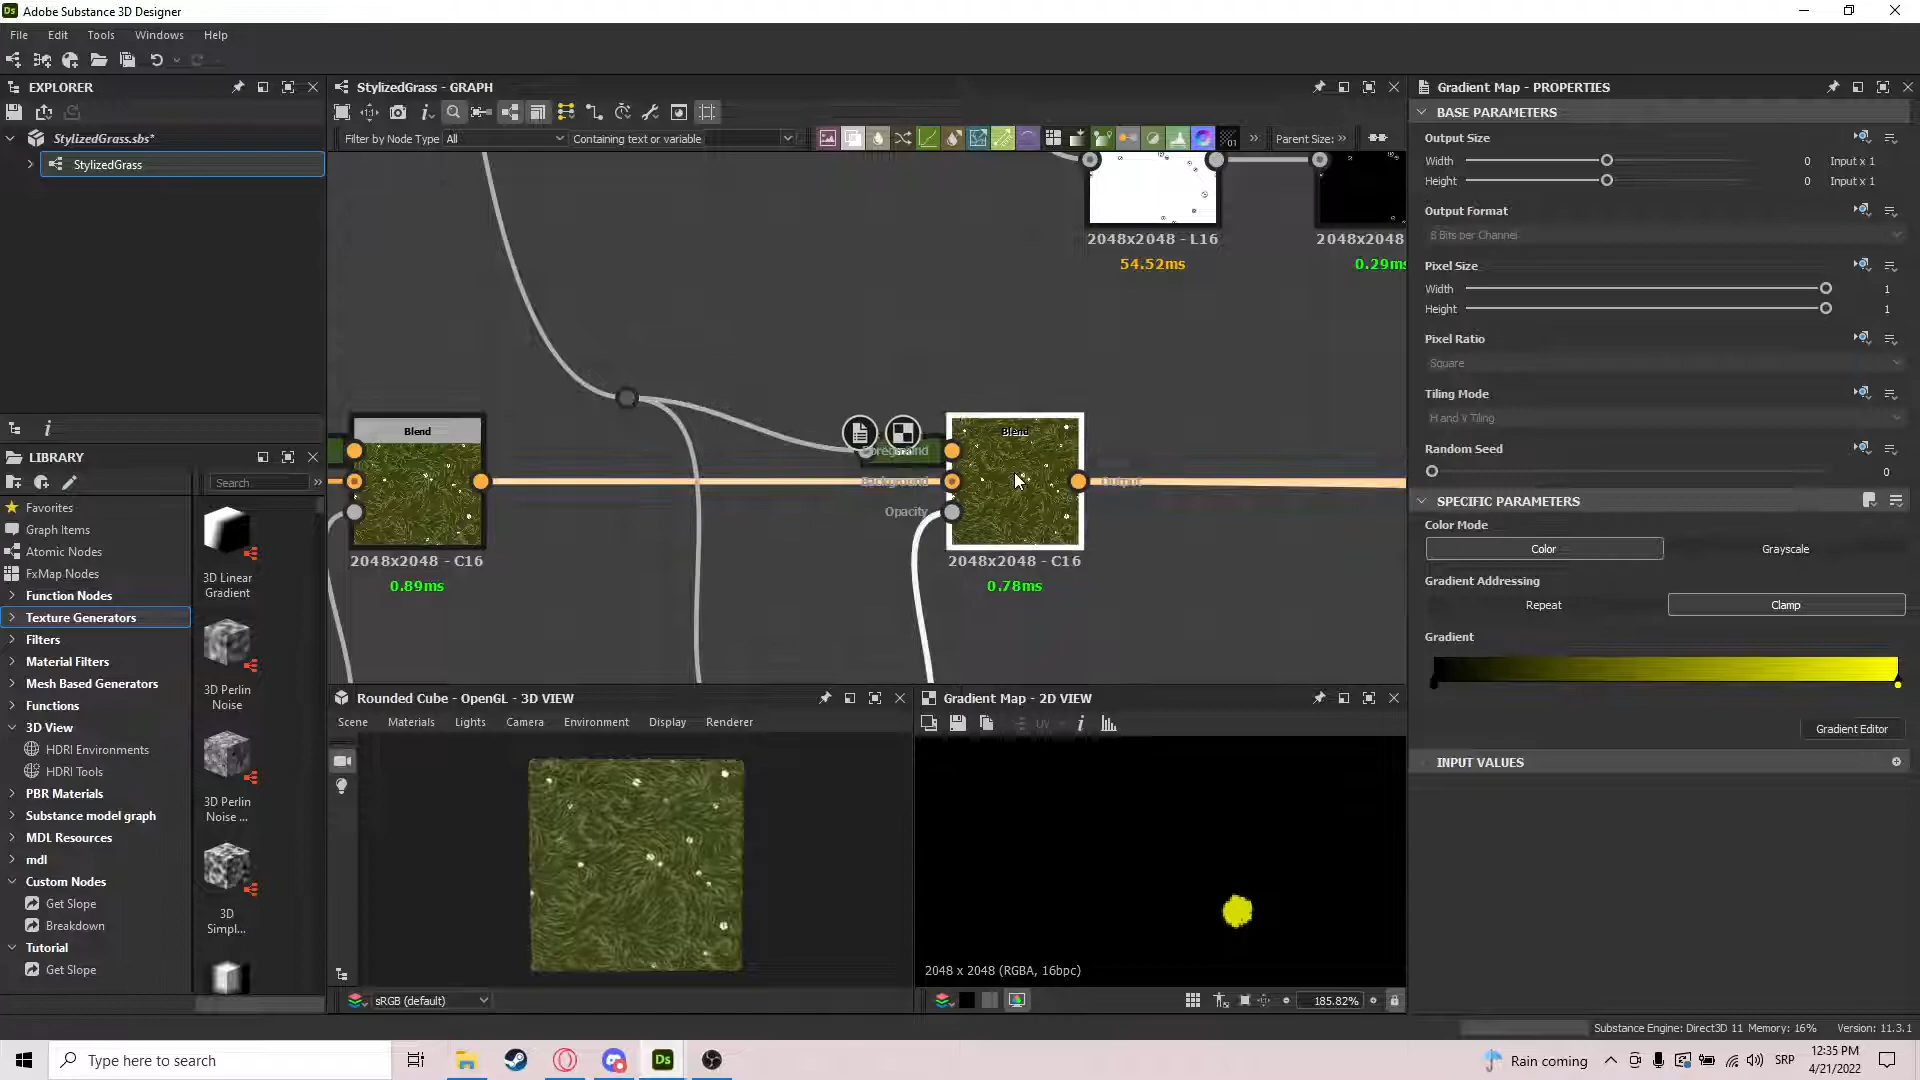 Adobe Substance 3D Designer
File Edit Tools Windows Help
EXPLORER
StylizedGrass.sbs*
StylizedGrass
StylizedGrass - GRAPH
Filter by Node Type All
Containing text or variable
Parent Size:
2048x2048 - L16
54.52ms
2048x2048
0.29ms
Blend
2048x2048 - C16
0.89ms
Blend
Background
Opacity
Output
2048x2048 - C16
0.78ms
LIBRARY
Search
Favorites
Graph Items
Atomic Nodes
FxMap Nodes
Function Nodes
Texture Generators
Filters
Material Filters
Mesh Based Generators
Functions
3D View
HDRI Environments
HDRI Tools
PBR Materials
Substance model graph
MDL Resources
mdl
Custom Nodes
Get Slope
Breakdown
Tutorial
Get Slope
3D Linear
Gradient
3D Perlin
Noise
3D Perlin
Noise ...
3D
Simpl...
Rounded Cube - OpenGL - 3D VIEW
Scene Materials Lights Camera Environment Display Renderer
sRGB (default)
Gradient Map - 2D VIEW
UV
2048 x 2048 (RGBA, 16bpc)
185.82%
Gradient Map - PROPERTIES
BASE PARAMETERS
Output Size
Width 0 Input x 1
Height 0 Input x 1
Output Format
8 Bits per Channel
Pixel Size
Width 1
Height 1
Pixel Ratio
Square
Tiling Mode
H and V Tiling
Random Seed
0
SPECIFIC PARAMETERS
Color Mode
Color Grayscale
Gradient Addressing
Repeat Clamp
Gradient
Gradient Editor
INPUT VALUES
Substance Engine: Direct3D 11 Memory: 16% Version: 11.3.1
Type here to search
Rain coming
SRP
12:35 PM
4/21/2022